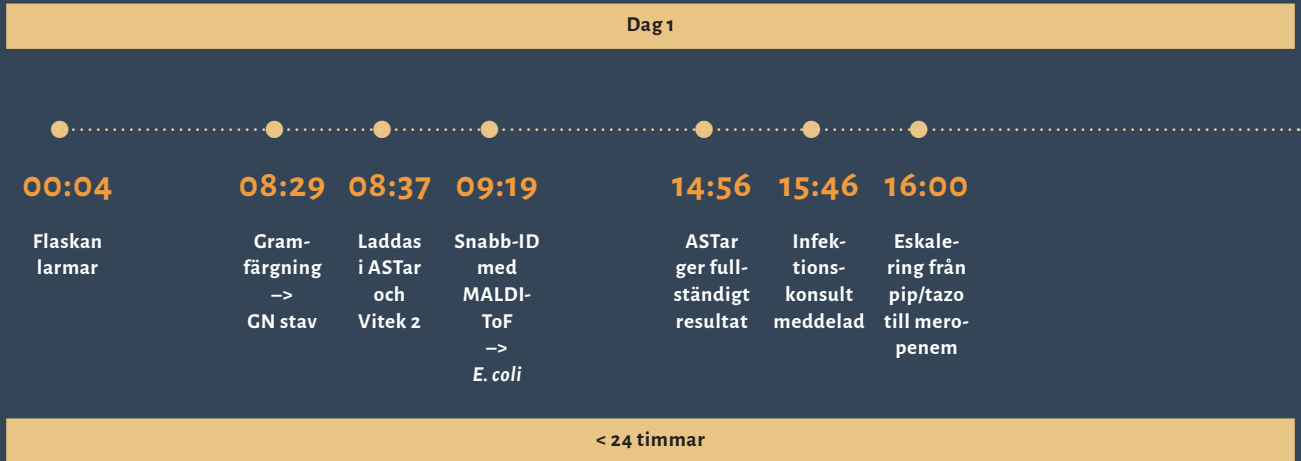 Dag 1
00:04
Flaskan
larmar
08:29
Gram-
färgning
–>
GN stav
08:37
Laddas
i ASTar
och
Vitek 2
09:19
Snabb-ID
med
MALDI-
ToF
–>
E. coli
14:56
ASTar
ger full-
ständigt
resultat
15:46
Infek-
tions-
konsult
meddelad
16:00
Eskale-
ring från
pip/tazo
till mero-
penem
< 24 timmar